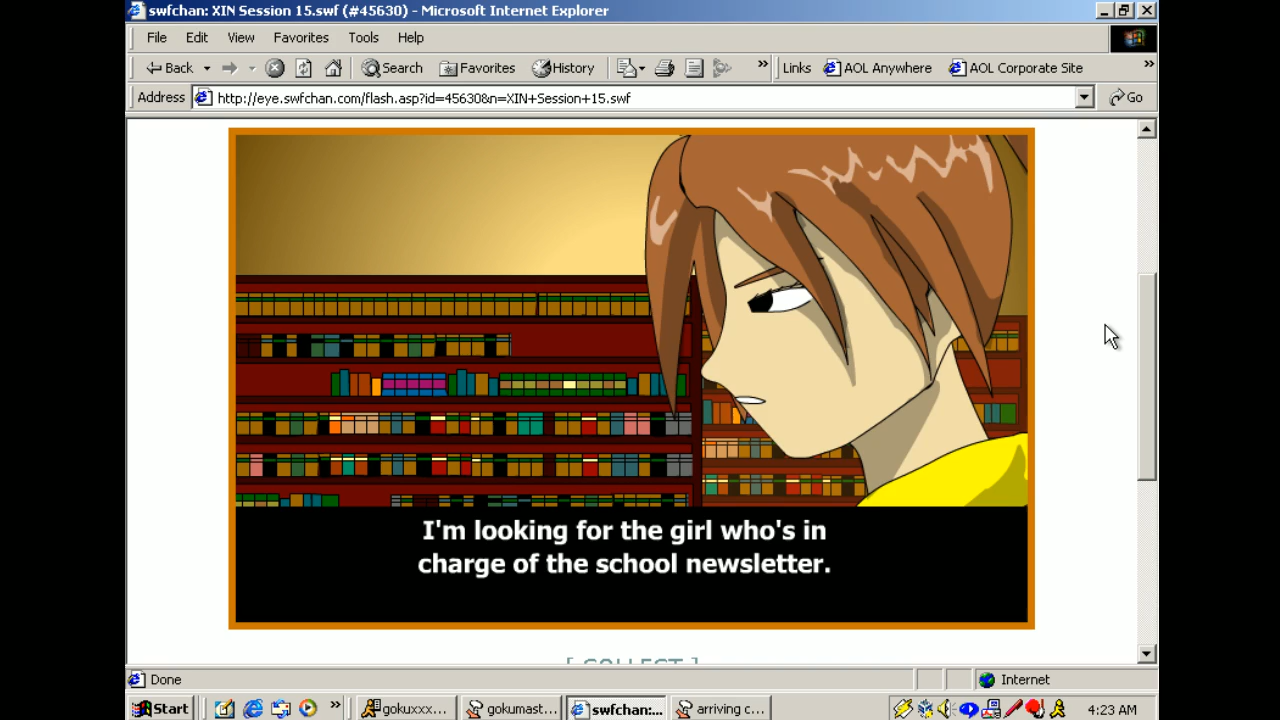 swfchan: XIN Session 15.swf (#45630) - Microsoft Internet Explorer
File Edit View Favorites Tools Help
Back Search Favorites History » Links AOL Anywhere AOL Corporate Site »
Address http://eye.swfchan.com/flash.asp?id=45630&n=XIN+Session+15.swf Go
I'm looking for the girl who's in
charge of the school newsletter.
[ COLLECT ]
Done Internet
Start » gokuxxx... gokumast... swfchan:... arriving c... 4:23 AM